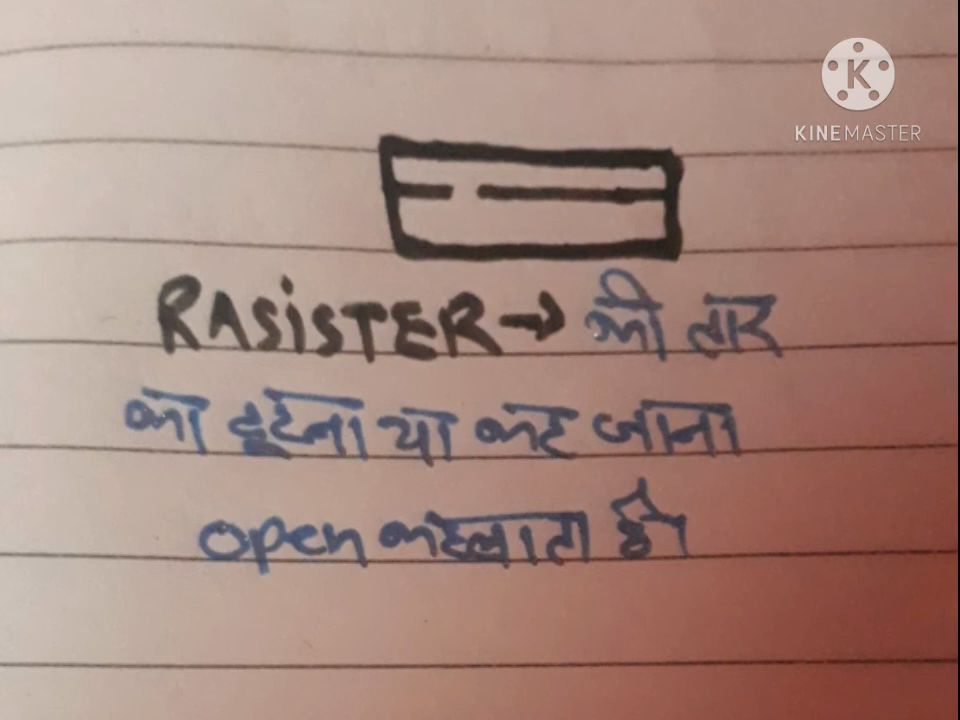 KINEMASTER
RASiSTER → की तार
का टूटना या कट जाना
open कहलाता है।